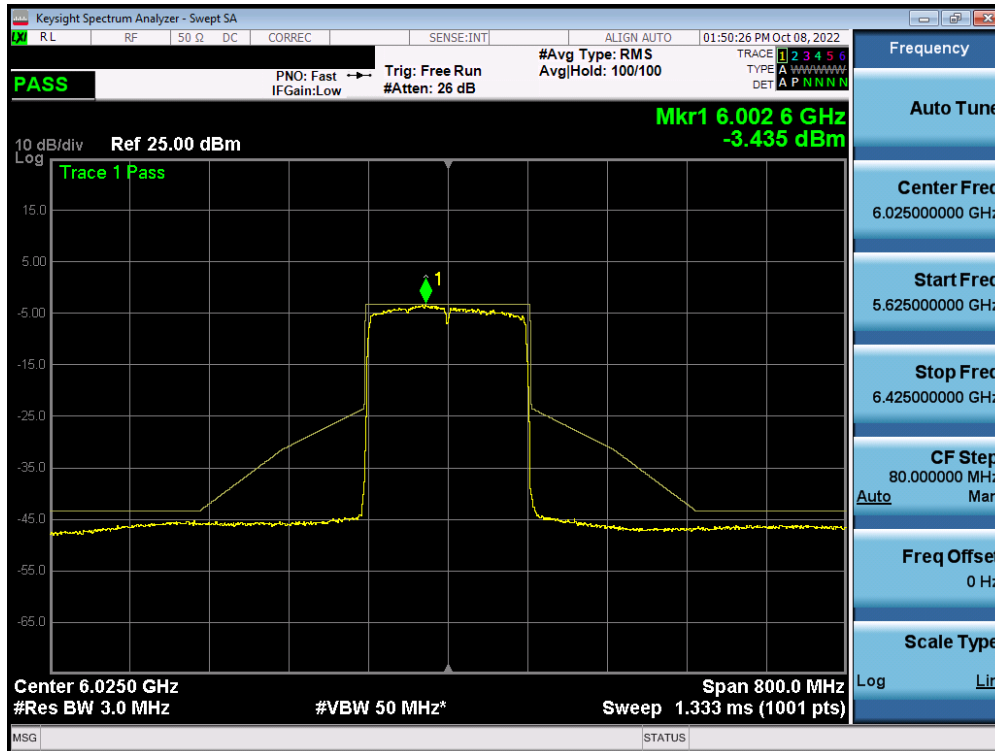 Keysight Spectrum Analyzer - Swept SA
LXI RL RF 50 Ω DC CORREC SENSE:INT ALIGN AUTO 01:50:26 PM Oct 08, 2022
Frequency
PASS
PNO: Fast
IFGain:Low
Trig: Free Run
#Atten: 26 dB
#Avg Type: RMS
Avg|Hold: 100/100
TRACE 1 2 3 4 5 6
TYPE A WWWWW
DET A P N N N N
Auto Tune
Mkr1 6.002 6 GHz
-3.435 dBm
10 dB/div Ref 25.00 dBm
Log
Trace 1 Pass
15.0
5.00
1
-5.00
-15.0
-25.0
-35.0
-45.0
-55.0
-65.0
Center Freq
6.025000000 GHz
Start Freq
5.625000000 GHz
Stop Freq
6.425000000 GHz
CF Step
80.000000 MHz
Auto Man
Freq Offset
0 Hz
Scale Type
Log Lin
Center 6.0250 GHz Span 800.0 MHz
#Res BW 3.0 MHz #VBW 50 MHz* Sweep 1.333 ms (1001 pts)
MSG STATUS